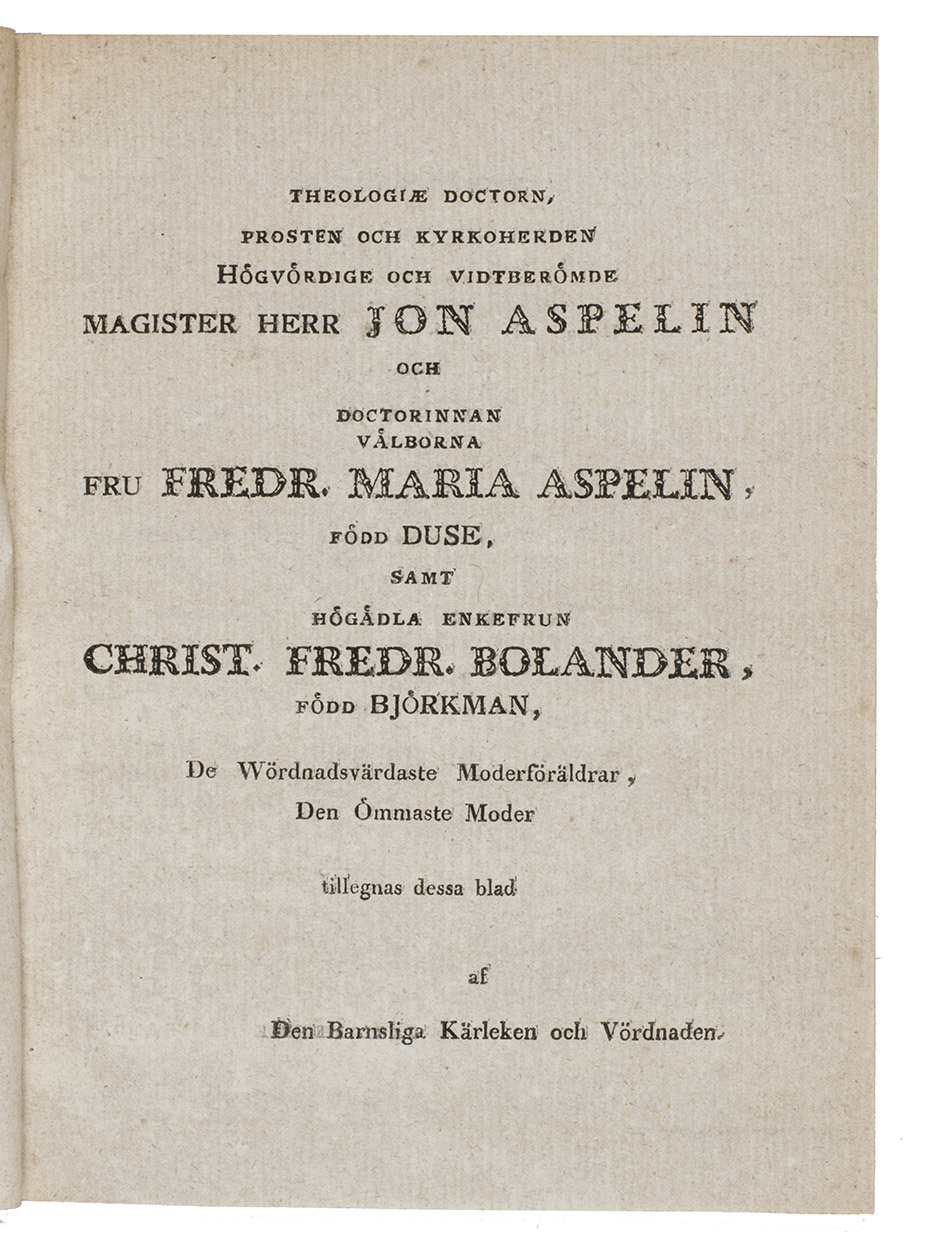 THEOLOGIÆ DOCTORN,
PROSTEN OCH KYRKOHERDEN
HÖGVÖRDIGE OCH VIDTBERÖMDE
MAGISTER HERR JON ASPELIN
OCH
DOCTORINNAN
VÄLBORNA
FRU FREDR. MARIA ASPELIN,
FÖDD DUSE,
SAMT
HÖGÄDLA ENKEFRUN
CHRIST. FREDR. BOLANDER,
FÖDD BJÖRKMAN,
De Wördnadsvärdaste Moderföräldrar,
Den Ömmaste Moder
tillegnas dessa blad
af
Den Barnsliga Kärleken och Vördnaden.